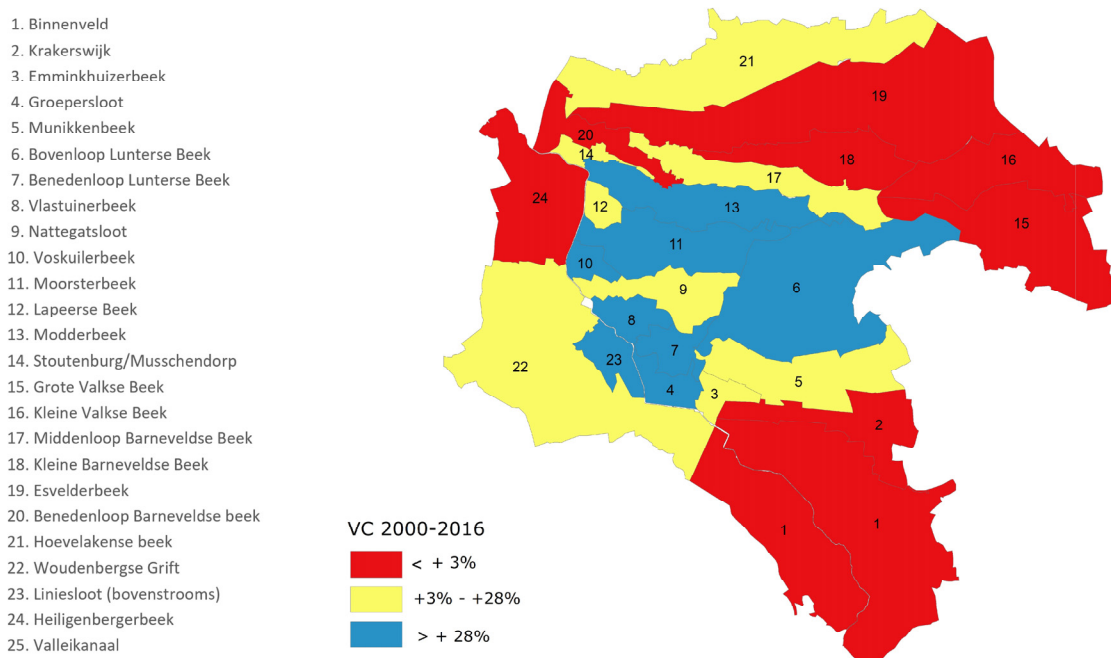 1. Binnenveld
2. Krakerswijk
3. Emminkhuizerbeek
4. Groepersloot
5. Munikkenbeek
6. Bovenloop Lunterse Beek
7. Benedenloop Lunterse Beek
8. Vlastuinerbeek
9. Nattegatsloot
10. Voskuilerbeek
11. Moorsterbeek
12. Lapeerse Beek
13. Modderbeek
14. Stoutenburg/Musschendorp
15. Grote Valkse Beek
16. Kleine Valkse Beek
17. Middenloop Barneveldse Beek
18. Kleine Barneveldse Beek
19. Esvelderbeek
20. Benedenloop Barneveldse beek
21. Hoevelakense beek
22. Woudenbergse Grift
23. Liniesloot (bovenstrooms)
24. Heiligenbergerbeek
25. Valleikanaal
21
19
20
14
18
16
17
24
12
13
15
11
10
9
6
8
7
23
22
5
4
3
2
1
1
VC 2000-2016
< + 3%
+3% - +28%
> + 28%